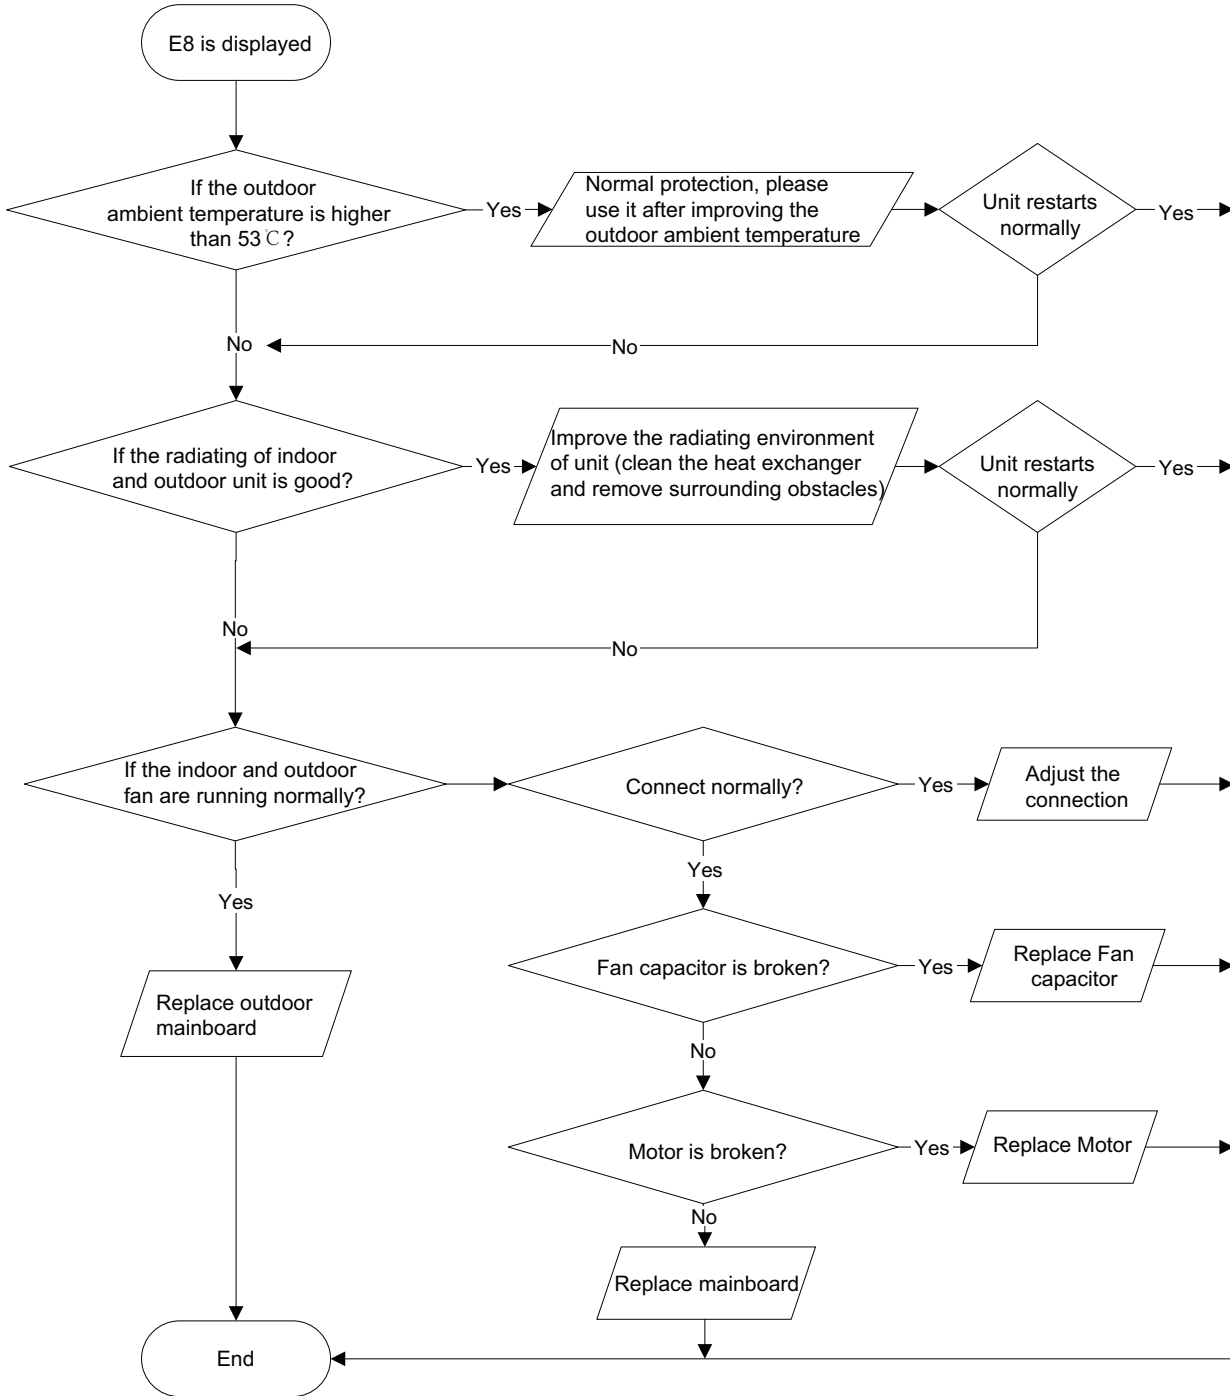 E8 is displayed
If the outdoor
ambient temperature is higher
than 53℃?
Yes
Normal protection, please
use it after improving the
outdoor ambient temperature
Unit restarts
normally
Yes
No
No
If the radiating of indoor
and outdoor unit is good?
Yes
Improve the radiating environment
of unit (clean the heat exchanger
and remove surrounding obstacles)
Unit restarts
normally
Yes
No
No
If the indoor and outdoor
fan are running normally?
Connect normally?
Yes
Adjust the
connection
Yes
Yes
Replace outdoor
mainboard
Fan capacitor is broken?
Yes
Replace Fan
capacitor
No
Motor is broken?
Yes
Replace Motor
No
Replace mainboard
End